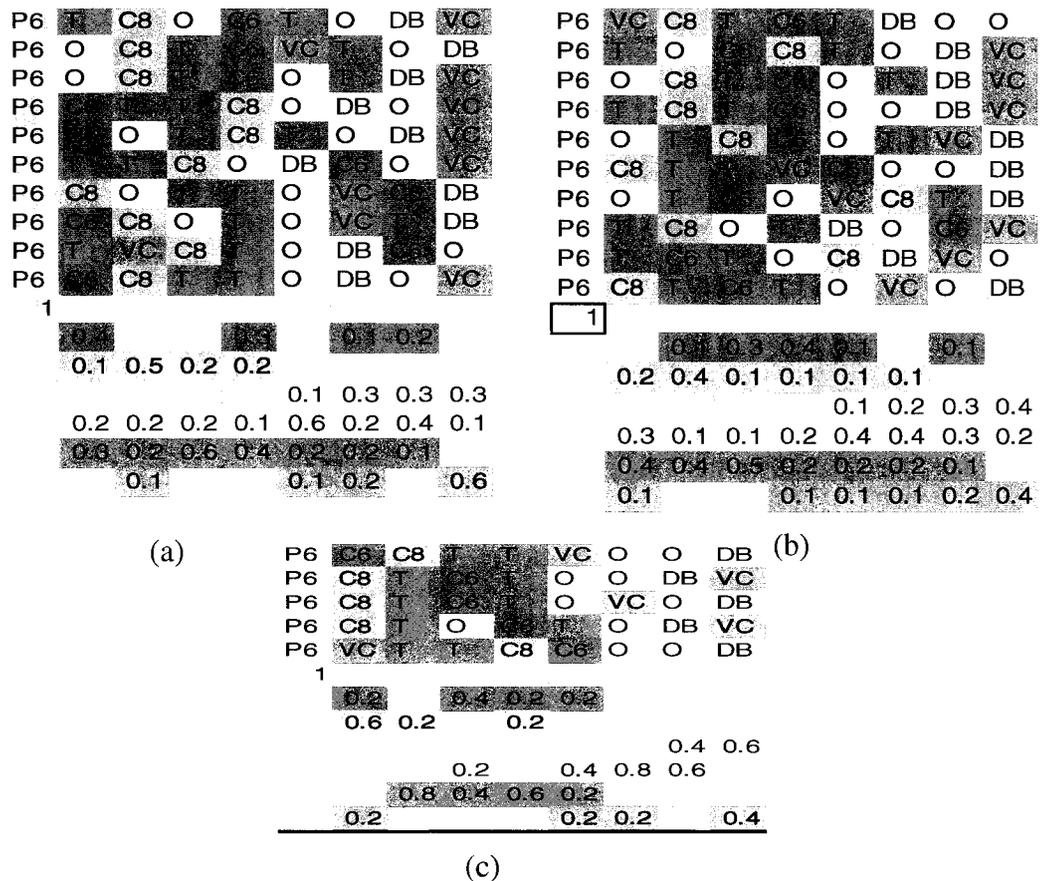 P6 T C8 O C6 T O DB VC
P6 O C8 T VC T O DB
P6 O C8 T O T DB VC
P6 T T C8 O DB O VC
P6 O T C8 O DB VC
P6 T C8 O DB C6 O VC
P6 C8 O T T O VC C6 DB
P6 C6 C8 O T O VC T DB
P6 T VC C8 T O DB C6 O
P6 C6 C8 T T O DB O VC
1
0.4 0.3 0.1 0.2
0.1 0.5 0.2 0.2
0.1 0.3 0.3 0.3
0.2 0.2 0.2 0.1 0.6 0.2 0.4 0.1
0.3 0.2 0.6 0.4 0.2 0.2 0.1
0.1 0.1 0.2 0.6
(a)
P6 VC C8 T C6 T DB O O
P6 T O C6 C8 T O DB VC
P6 O C8 T C6 O T DB VC
P6 T C8 T C6 O O DB VC
P6 O T C8 C6 O T VC DB
P6 C8 T T VC C6 O O DB
P6 O T C6 O VC C8 T DB
P6 T C8 O T DB O C6 VC
P6 T C6 T O C8 DB VC O
P6 C8 T C6 T O VC O DB
1
0.1 0.3 0.4 0.1 0.1
0.2 0.4 0.1 0.1 0.1 0.1
0.1 0.2 0.3 0.4
0.3 0.1 0.1 0.2 0.4 0.4 0.3 0.2
0.4 0.4 0.5 0.2 0.2 0.2 0.1
0.1 0.1 0.1 0.1 0.2 0.4
(b)
P6 C6 C8 T T VC O O DB
P6 C8 T C6 T O O DB VC
P6 C8 T C6 T O VC O DB
P6 C8 T O C6 T O DB VC
P6 VC T T C8 C6 O O DB
1
0.2 0.4 0.2 0.2
0.6 0.2 0.2
0.4 0.6
0.2 0.4 0.8 0.6
0.8 0.4 0.6 0.2
0.2 0.2 0.2 0.4
(c)